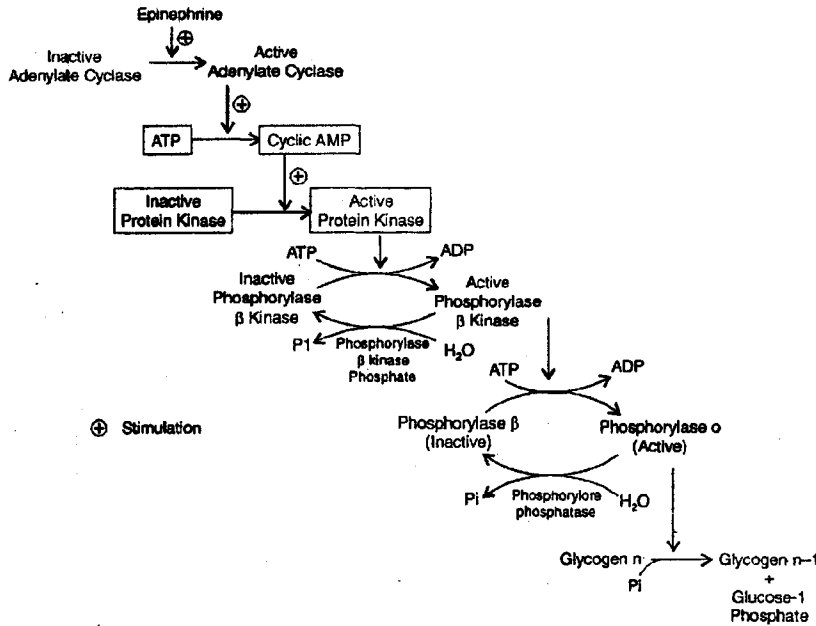 Epinephrine
⊕
Inactive
Adenylate Cyclase
Active
Adenylate Cyclase
⊕
ATP
Cyclic AMP
⊕
Inactive
Protein Kinase
Active
Protein Kinase
ATP
ADP
Inactive
Phosphorylase
β Kinase
Active
Phosphorylase
β Kinase
P1
Phosphorylase
β kinase
Phosphate
H₂O
ATP
ADP
⊕ Stimulation
Phosphorylase β
(Inactive)
Phosphorylase o
(Active)
Pi
Phosphorylore
phosphatase
H₂O
Glycogen n
Pi
Glycogen n–1
+
Glucose-1
Phosphate